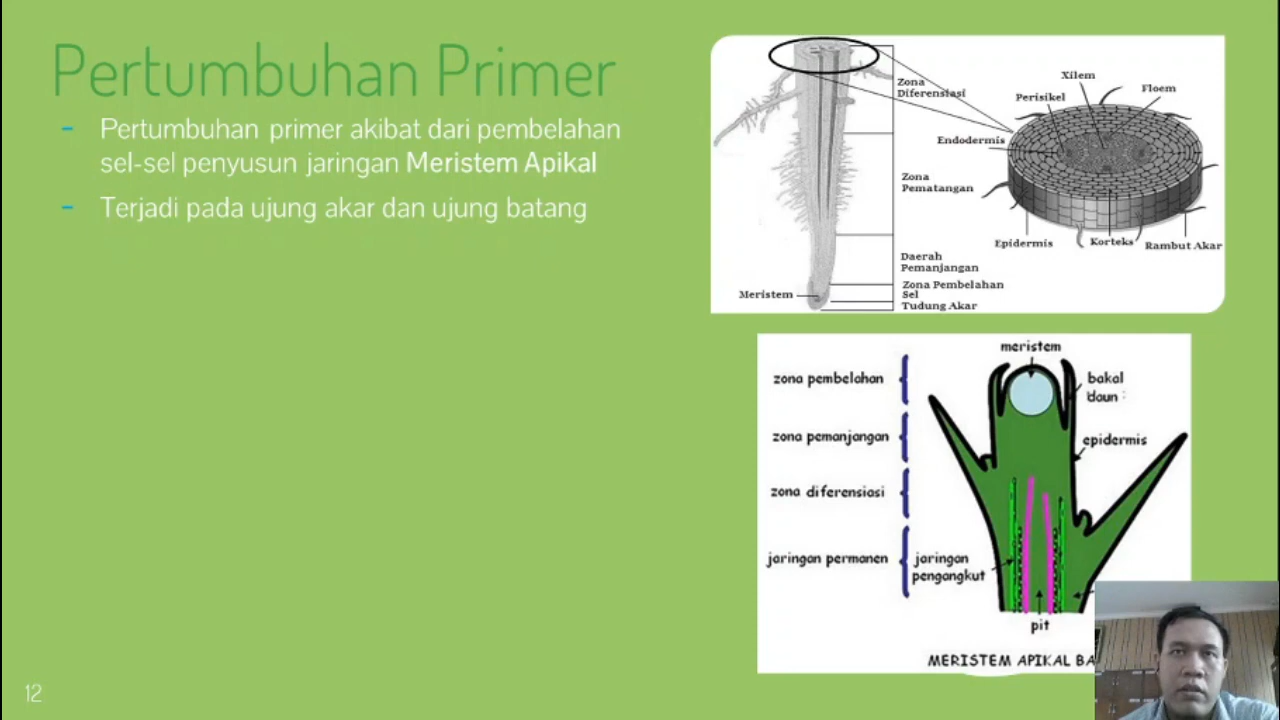 Pertumbuhan Primer
- Pertumbuhan primer akibat dari pembelahan
sel-sel penyusun jaringan Meristem Apikal
- Terjadi pada ujung akar dan ujung batang
Zona
Diferensiasi
Zona
Pematangan
Daerah
Pemanjangan
Zona Pembelahan
Sel
Tudung Akar
Meristem
Xilem
Floem
Perisikel
Endodermis
Epidermis
Korteks
Rambut Akar
meristem
zona pembelahan
bakal
daun
zona pemanjangan
epidermis
zona diferensiasi
jaringan permanen
jaringan
pengangkut
pit
MERISTEM APIKAL BA
12